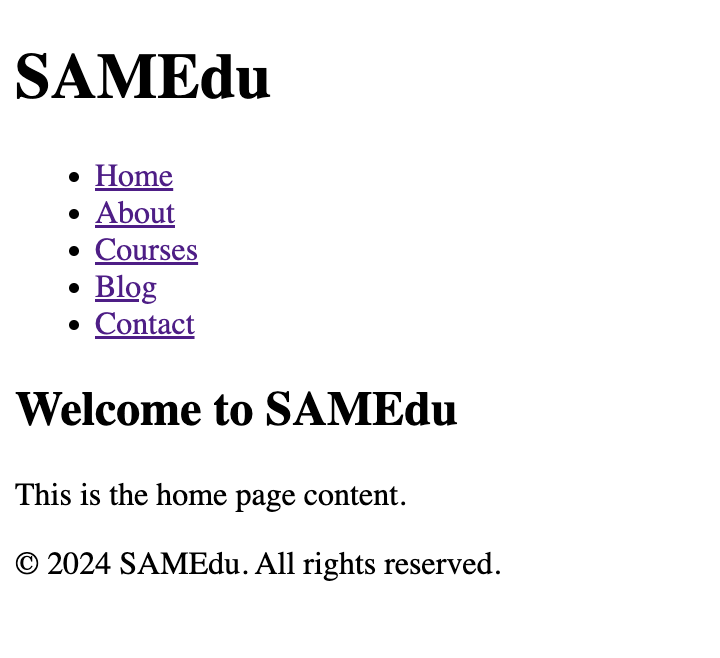 SAMEdu
Home
About
Courses
Blog
Contact
Welcome to SAMEdu
This is the home page content.
© 2024 SAMEdu. All rights reserved.